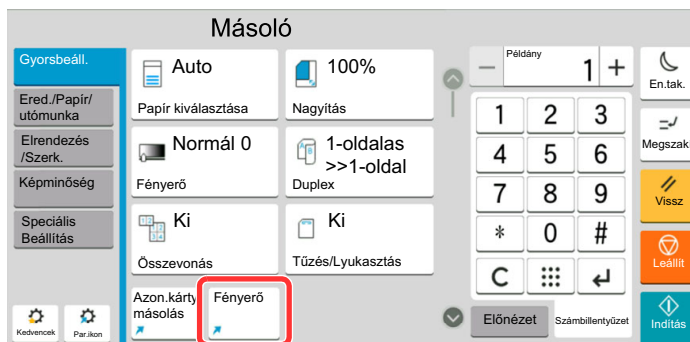 Másoló
Gyorsbeáll.
Ered./Papír/
utómunka
Elrendezés
/Szerk.
Képminőség
Speciális
Beállítás
Kedvencek
Par.ikon
Auto
Papír kiválasztása
100%
Nagyítás
Normál 0
Fényerő
1-oldalas
>>1-oldal
Duplex
Ki
Összevonás
Ki
Tűzés/Lyukasztás
Azon.kárty
másolás
Fényerő
Példány
− 1 +
1 2 3
4 5 6
7 8 9
* 0 #
C
Előnézet
Számbillentyűzet
En.tak.
Megszak.
Vissz
Leállít
Indítás